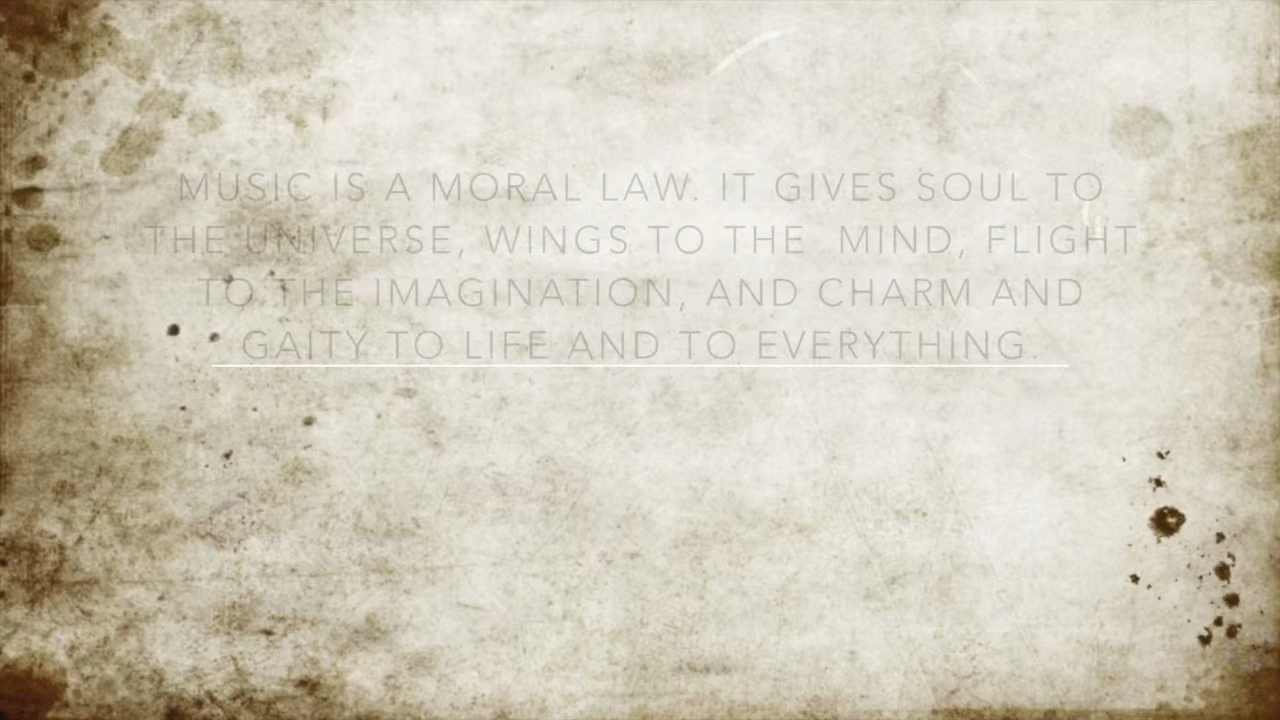 MUSIC IS A MORAL LAW. IT GIVES SOUL TO
THE UNIVERSE, WINGS TO THE  MIND, FLIGHT
TO THE IMAGINATION, AND CHARM AND
GAITY TO LIFE AND TO EVERYTHING.